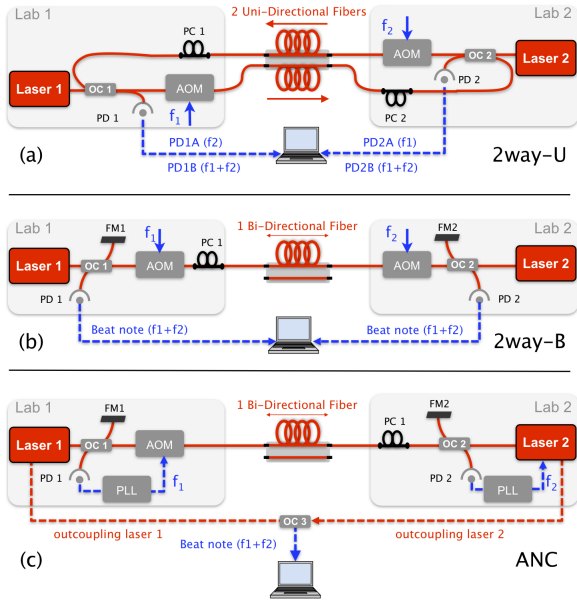 Lab 1
Lab 2
PC 1
2 Uni-Directional Fibers
f2
AOM
OC 2
Laser 2
Laser 1
OC 1
AOM
PD 2
PD 1
f1
PC 2
PD1A (f2)
PD2A (f1)
PD1B (f1+f2)
PD2B (f1+f2)
(a)
2way-U
Lab 1
Lab 2
FM1
f1
PC 1
1 Bi-Directional Fiber
f2
FM2
Laser 1
OC 1
AOM
AOM
OC 2
Laser 2
PD 1
PD 2
Beat note (f1+f2)
Beat note (f1+f2)
(b)
2way-B
Lab 1
Lab 2
FM1
1 Bi-Directional Fiber
FM2
PC 1
Laser 1
OC 1
AOM
OC 2
Laser 2
PD 1
PLL
f1
PD 2
PLL
f2
OC 3
outcoupling laser 1
outcoupling laser 2
Beat note (f1+f2)
(c)
ANC